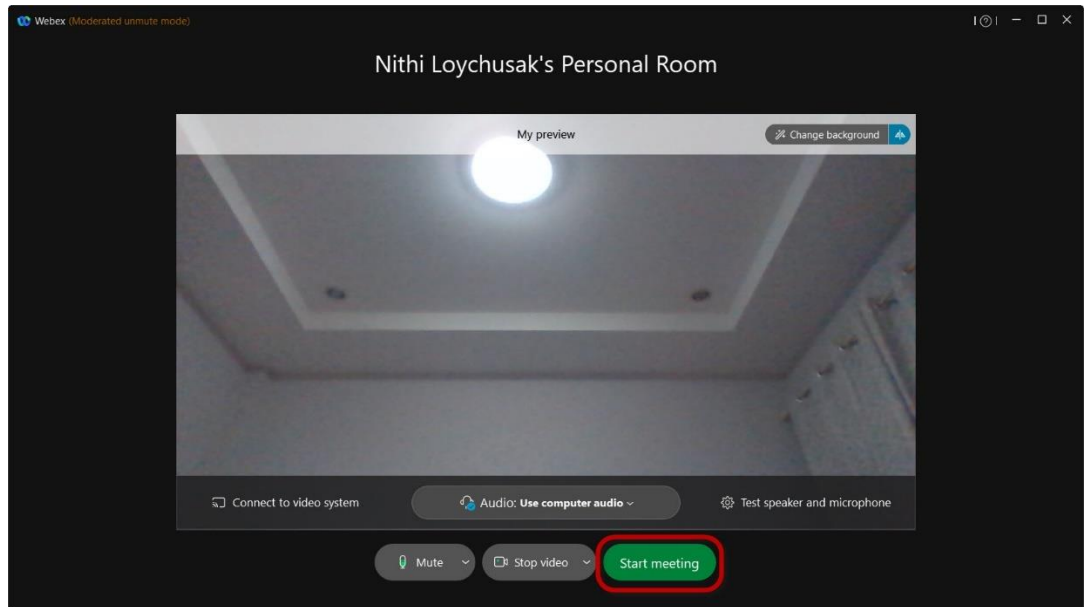 Webex (Moderated unmute mode)
Nithi Loychusak's Personal Room
My preview
Change background
Connect to video system
Audio: Use computer audio
Test speaker and microphone
Mute
Stop video
Start meeting